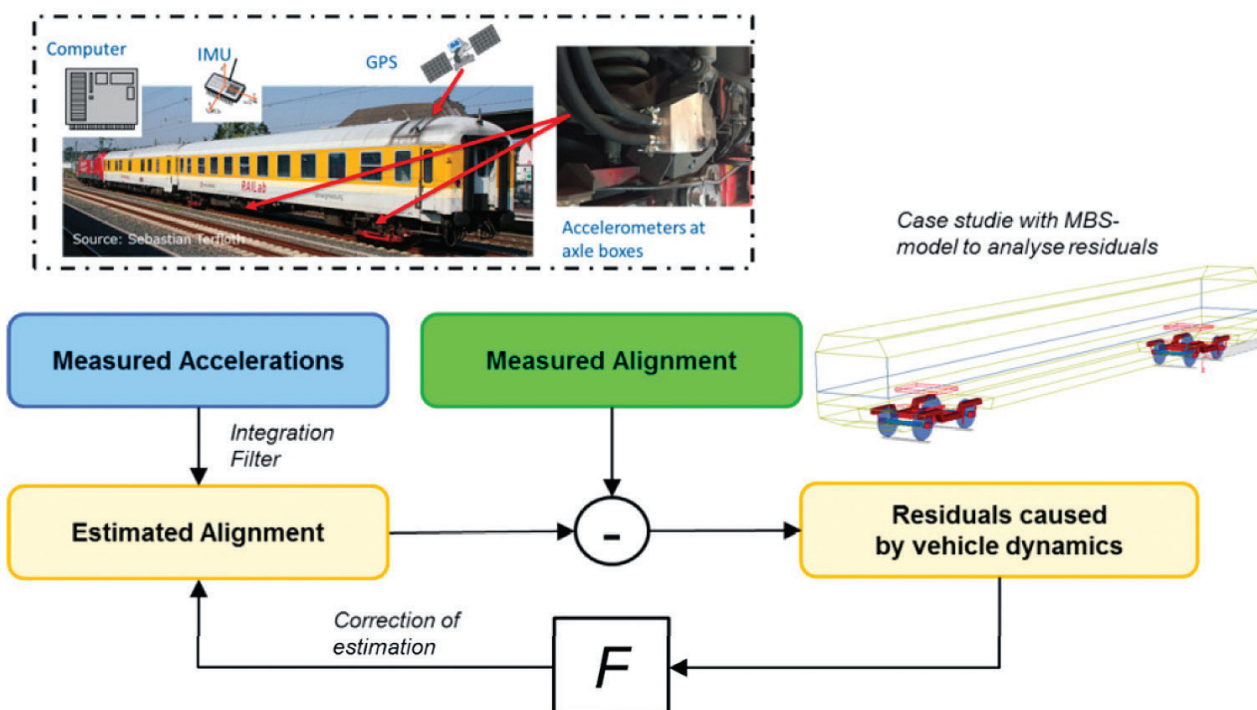 Computer
IMU
GPS
RAILab
Source: Sebastian Terfloth
Accelerometers at
axle boxes
Case studie with MBS-
model to analyse residuals
Measured Accelerations
Measured Alignment
Integration
Filter
Estimated Alignment
-
Residuals caused
by vehicle dynamics
Correction of
estimation
F